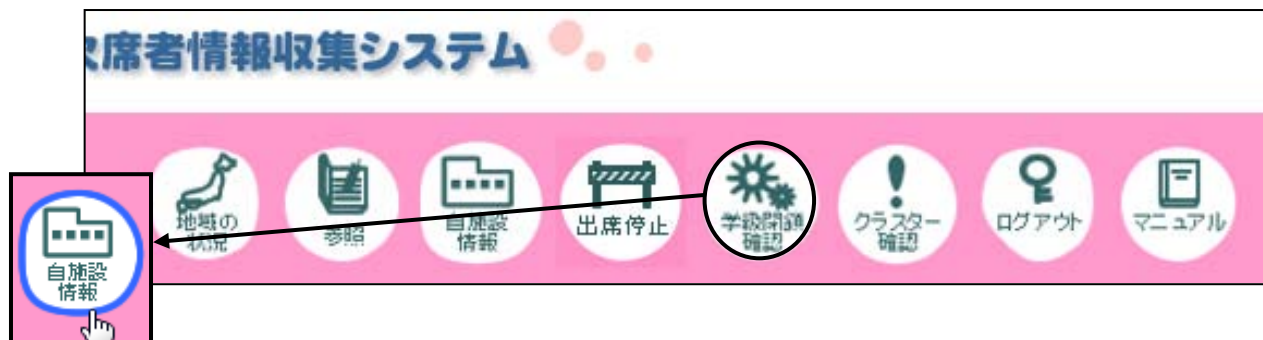 席者情報収集システム
地域の
状況
参照
自施設
情報
出席停止
学級閉鎖
確認
クラスター
確認
ログアウト
マニュアル
自施設
情報